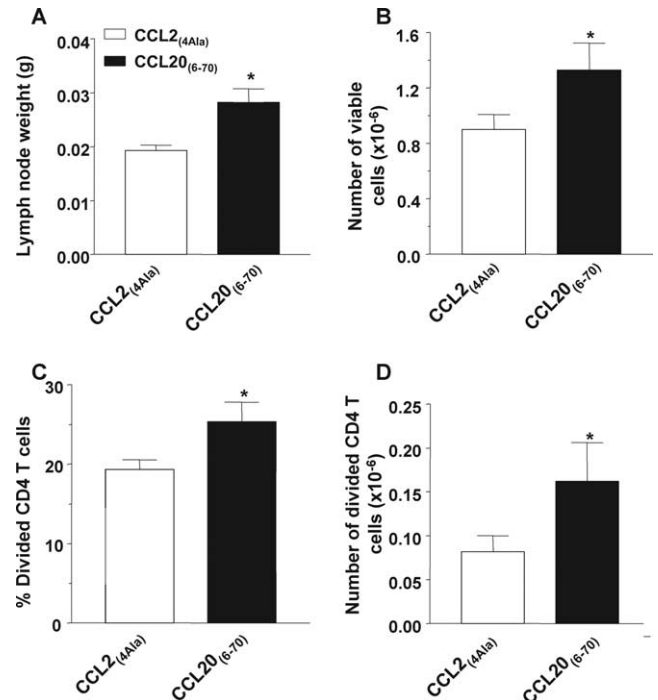 A
Lymph node weight (g)
0.04
0.03
0.02
0.01
0.00
CCL2(4Ala)
CCL20(6-70)
*
CCL2(4Ala)
CCL20(6-70)
B
Number of viable
cells (x10-6)
1.6
1.2
0.8
0.4
0.0
*
CCL2(4Ala)
CCL20(6-70)
C
% Divided CD4 T cells
30
20
10
0
*
CCL2(4Ala)
CCL20(6-70)
D
Number of divided CD4 T
cells (x10-6)
0.25
0.20
0.15
0.10
0.05
0.00
*
CCL2(4Ala)
CCL20(6-70)